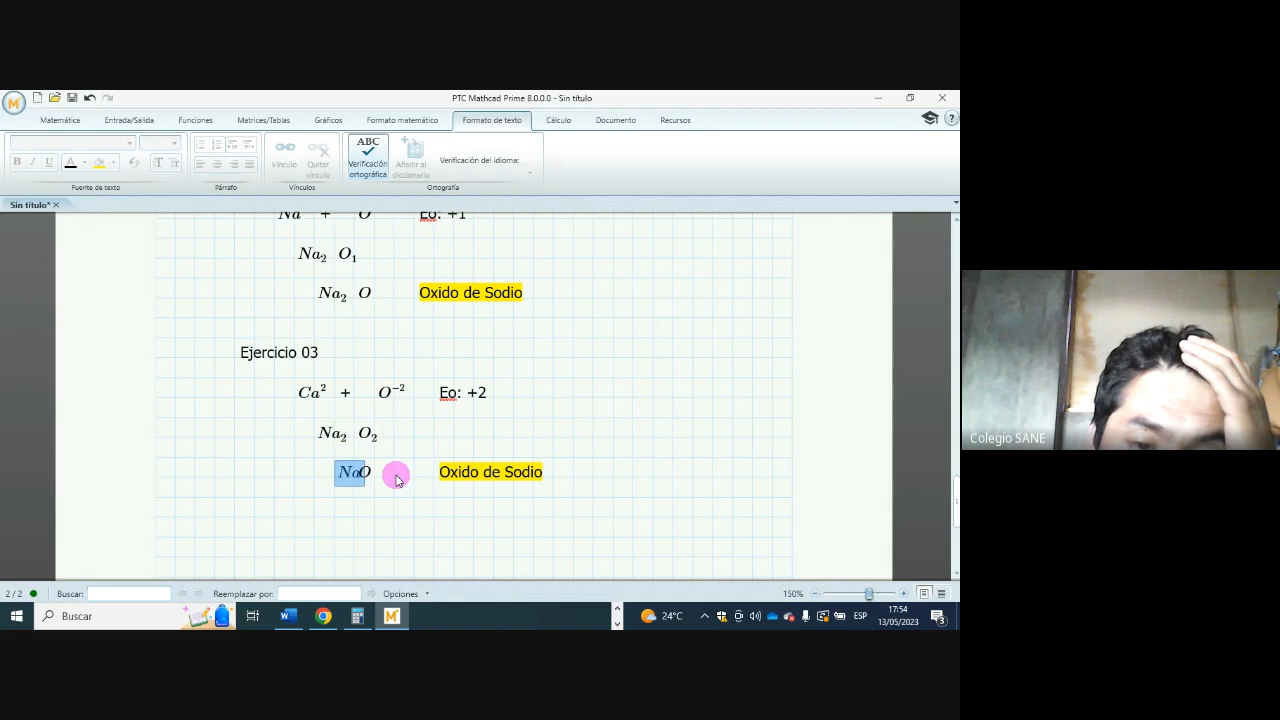 PTC Mathcad Prime 8.0.0.0 - Sin título
Matemática Entrada/Salida Funciones Matrices/Tablas Gráficos Formato matemático Formato de texto Cálculo Documento Recursos
ABC
Vínculo
Quitar vínculo
Verificación ortográfica
Añadir al diccionario
Verificación del idioma:
Fuente de texto Párrafo Vínculos Ortografía
Sin título*
Na + O Eo: +1
Na₂ O₁
Na₂ O Oxido de Sodio
Ejercicio 03
Ca² + O⁻² Eo: +2
Na₂ O₂
NaO Oxido de Sodio
Colegio SANE
2 / 2 Buscar: Reemplazar por: Opciones 150%
Buscar 24°C ESP 17:54
13/05/2023 3